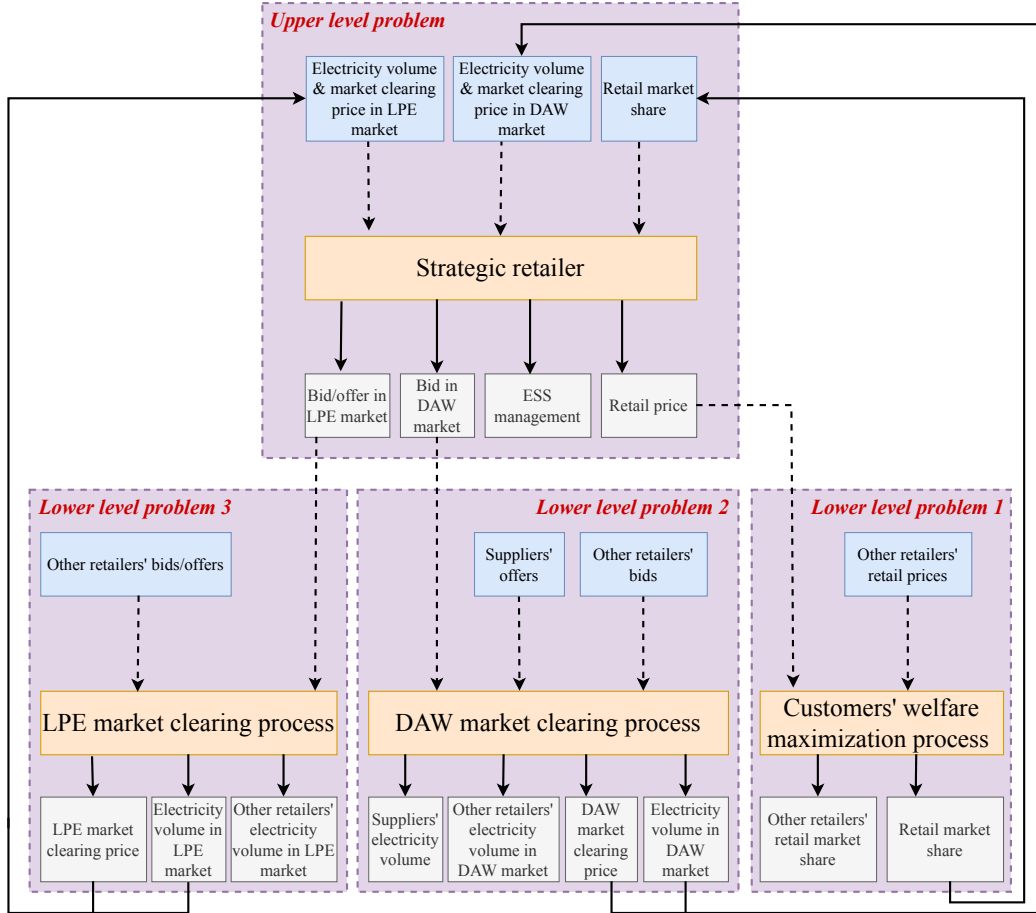 Upper level problem
Electricity volume
& market clearing
price in LPE
market
Electricity volume
& market clearing
price in DAW
market
Retail market
share
Strategic retailer
Bid/offer in
LPE market
Bid in
DAW
market
ESS
management
Retail price
Lower level problem 3
Other retailers' bids/offers
LPE market clearing process
LPE market
clearing price
Electricity
volume in
LPE
market
Other retailers'
electricity
volume in LPE
market
Lower level problem 2
Suppliers'
offers
Other retailers'
bids
DAW market clearing process
Suppliers'
electricity
volume
Other retailers'
electricity
volume in
DAW market
DAW
market
clearing
price
Electricity
volume in
DAW
market
Lower level problem 1
Other retailers'
retail prices
Customers' welfare
maximization process
Other retailers'
retail market
share
Retail market
share